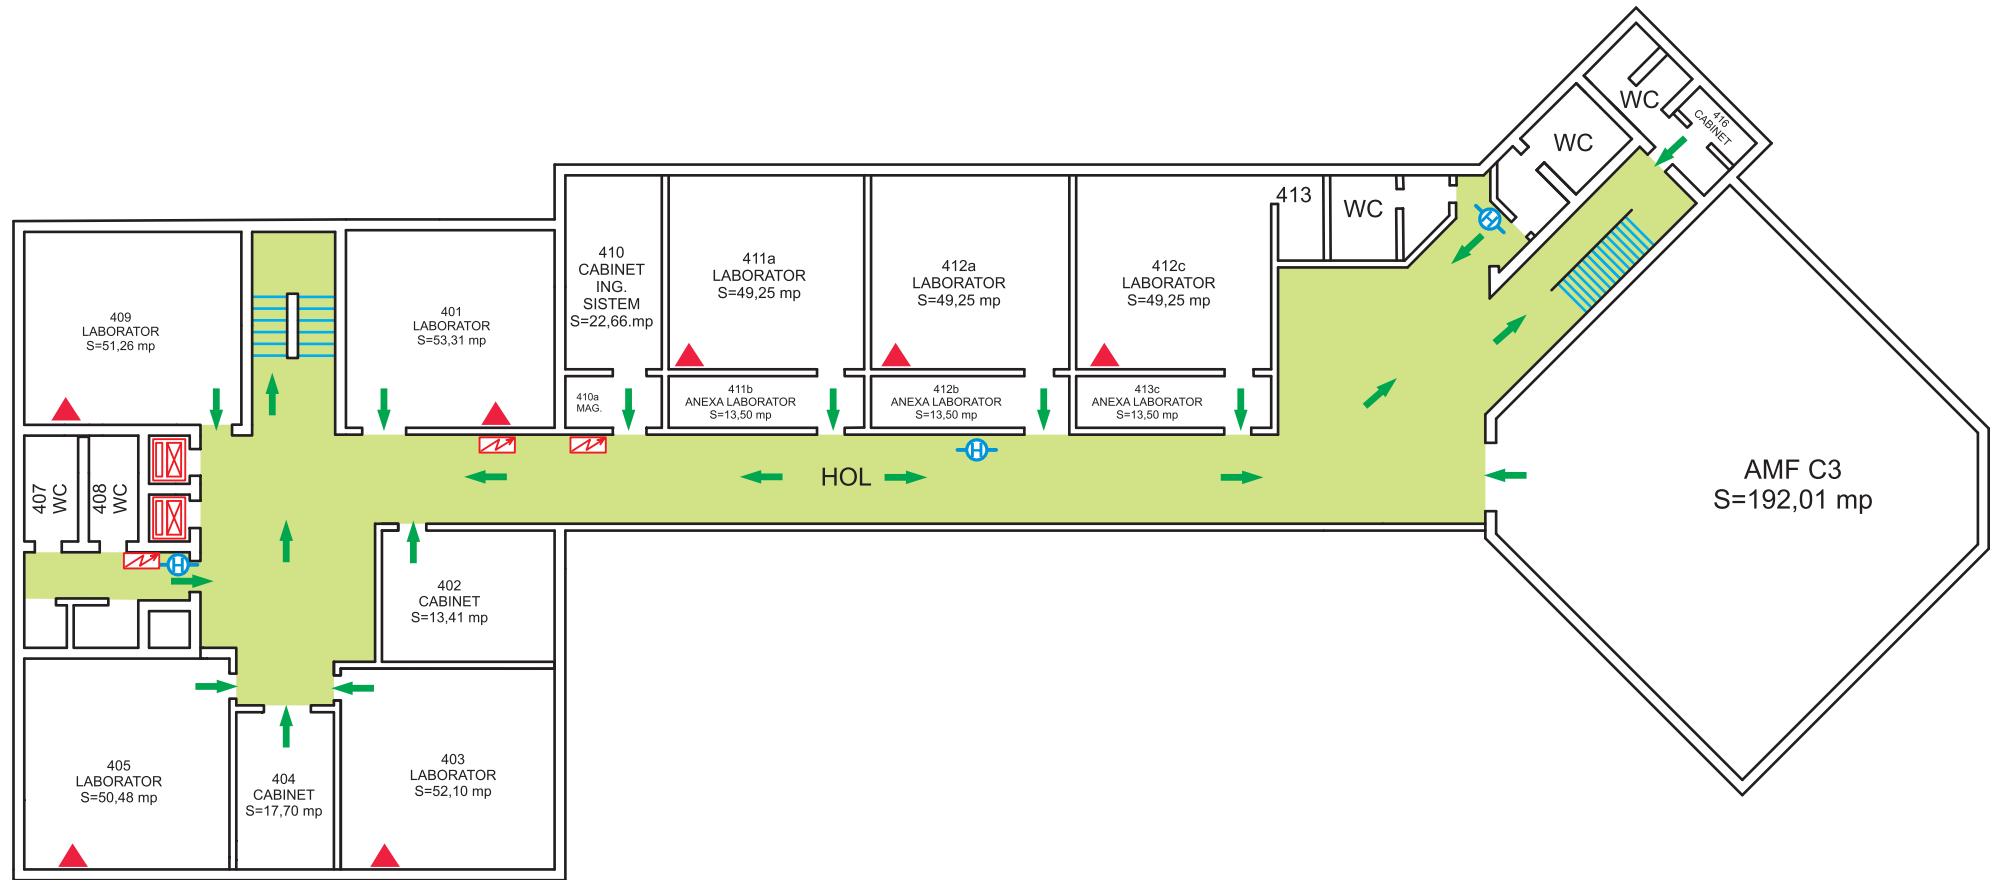 WC
416
CABINET
WC
413
WC
410
CABINET
ING.
SISTEM
S=22,66.mp
411a
LABORATOR
S=49,25 mp
412a
LABORATOR
S=49,25 mp
412c
LABORATOR
S=49,25 mp
409
LABORATOR
S=51,26 mp
401
LABORATOR
S=53,31 mp
410a
MAG.
411b
ANEXA LABORATOR
S=13,50 mp
412b
ANEXA LABORATOR
S=13,50 mp
413c
ANEXA LABORATOR
S=13,50 mp
H
H
HOL
AMF C3
S=192,01 mp
407
WC
408
WC
H
402
CABINET
S=13,41 mp
405
LABORATOR
S=50,48 mp
404
CABINET
S=17,70 mp
403
LABORATOR
S=52,10 mp